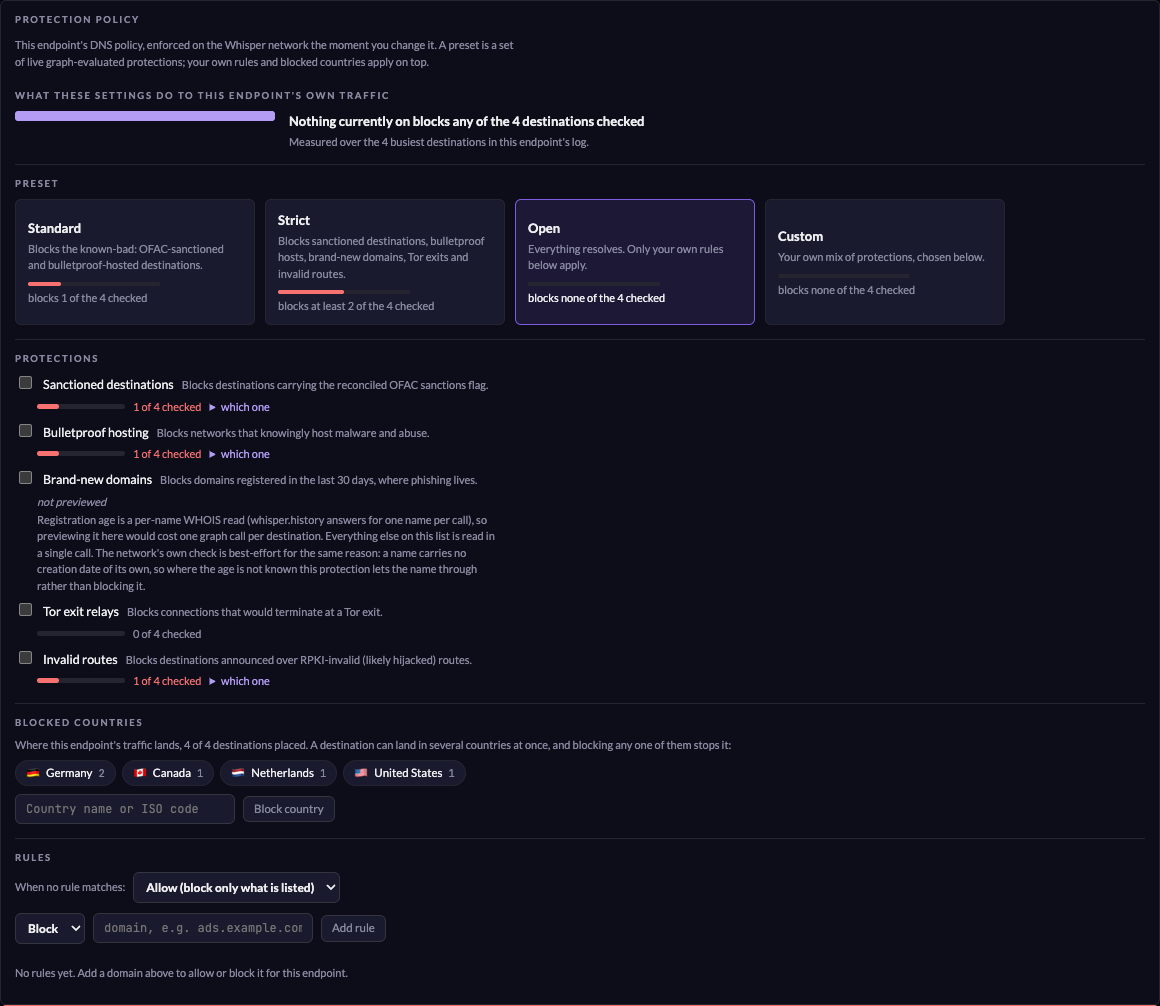 PROTECTION POLICY
This endpoint's DNS policy, enforced on the Whisper network the moment you change it. A preset is a set
of live graph-evaluated protections; your own rules and blocked countries apply on top.
WHAT THESE SETTINGS DO TO THIS ENDPOINT'S OWN TRAFFIC
Nothing currently on blocks any of the 4 destinations checked
Measured over the 4 busiest destinations in this endpoint's log.
PRESET
Standard
Blocks the known-bad: OFAC-sanctioned
and bulletproof-hosted destinations.
blocks 1 of the 4 checked
Strict
Blocks sanctioned destinations, bulletproof
hosts, brand-new domains, Tor exits and
invalid routes.
blocks at least 2 of the 4 checked
Open
Everything resolves. Only your own rules
below apply.
blocks none of the 4 checked
Custom
Your own mix of protections, chosen below.
blocks none of the 4 checked
PROTECTIONS
Sanctioned destinations Blocks destinations carrying the reconciled OFAC sanctions flag.
1 of 4 checked ▶ which one
Bulletproof hosting Blocks networks that knowingly host malware and abuse.
1 of 4 checked ▶ which one
Brand-new domains Blocks domains registered in the last 30 days, where phishing lives.
not previewed
Registration age is a per-name WHOIS read (whisper.history answers for one name per call), so
previewing it here would cost one graph call per destination. Everything else on this list is read in
a single call. The network's own check is best-effort for the same reason: a name carries no
creation date of its own, so where the age is not known this protection lets the name through
rather than blocking it.
Tor exit relays Blocks connections that would terminate at a Tor exit.
0 of 4 checked
Invalid routes Blocks destinations announced over RPKI-invalid (likely hijacked) routes.
1 of 4 checked ▶ which one
BLOCKED COUNTRIES
Where this endpoint's traffic lands, 4 of 4 destinations placed. A destination can land in several countries at once, and blocking any one of them stops it:
Germany 2 Canada 1 Netherlands 1 United States 1
Country name or ISO code Block country
RULES
When no rule matches: Allow (block only what is listed)
Block domain, e.g. ads.example.com Add rule
No rules yet. Add a domain above to allow or block it for this endpoint.